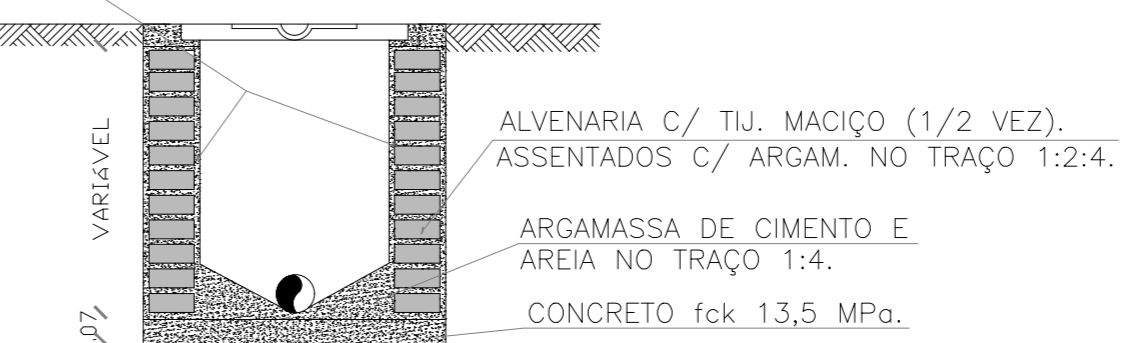 ALVENARIA C/ TIJ. MACIÇO (1/2 VEZ).
ASSENTADOS C/ ARGAM. NO TRAÇO 1:2:4.
VARIÁVEL
ARGAMASSA DE CIMENTO E
AREIA NO TRAÇO 1:4.
CONCRETO fck 13,5 MPa.
,07